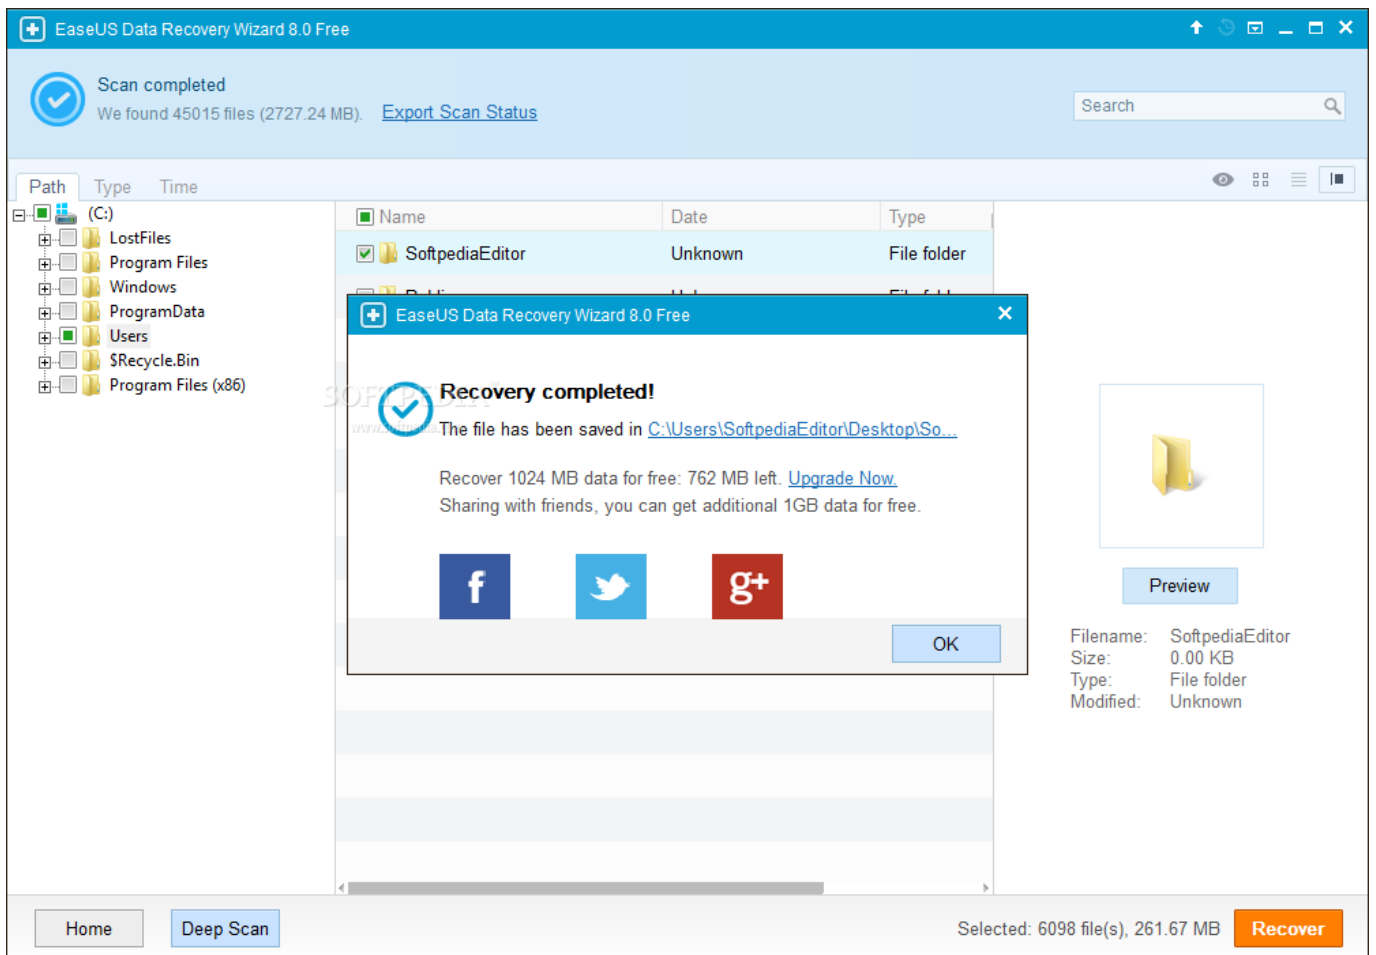 EaseUS Data Recovery Wizard 8.0 Free
Scan completed
We found 45015 files (2727.24 MB). Export Scan Status
Search
Path Type Time
(C:)
LostFiles
Program Files
Windows
ProgramData
Users
$Recycle.Bin
Program Files (x86)
Name Date Type
SoftpediaEditor Unknown File folder
EaseUS Data Recovery Wizard 8.0 Free
SOFTPEDIA
Recovery completed!
The file has been saved in C:\Users\SoftpediaEditor\Desktop\So...
Recover 1024 MB data for free: 762 MB left. Upgrade Now.
Sharing with friends, you can get additional 1GB data for free.
f g+
OK
Preview
Filename: SoftpediaEditor
Size: 0.00 KB
Type: File folder
Modified: Unknown
Home Deep Scan Selected: 6098 file(s), 261.67 MB Recover